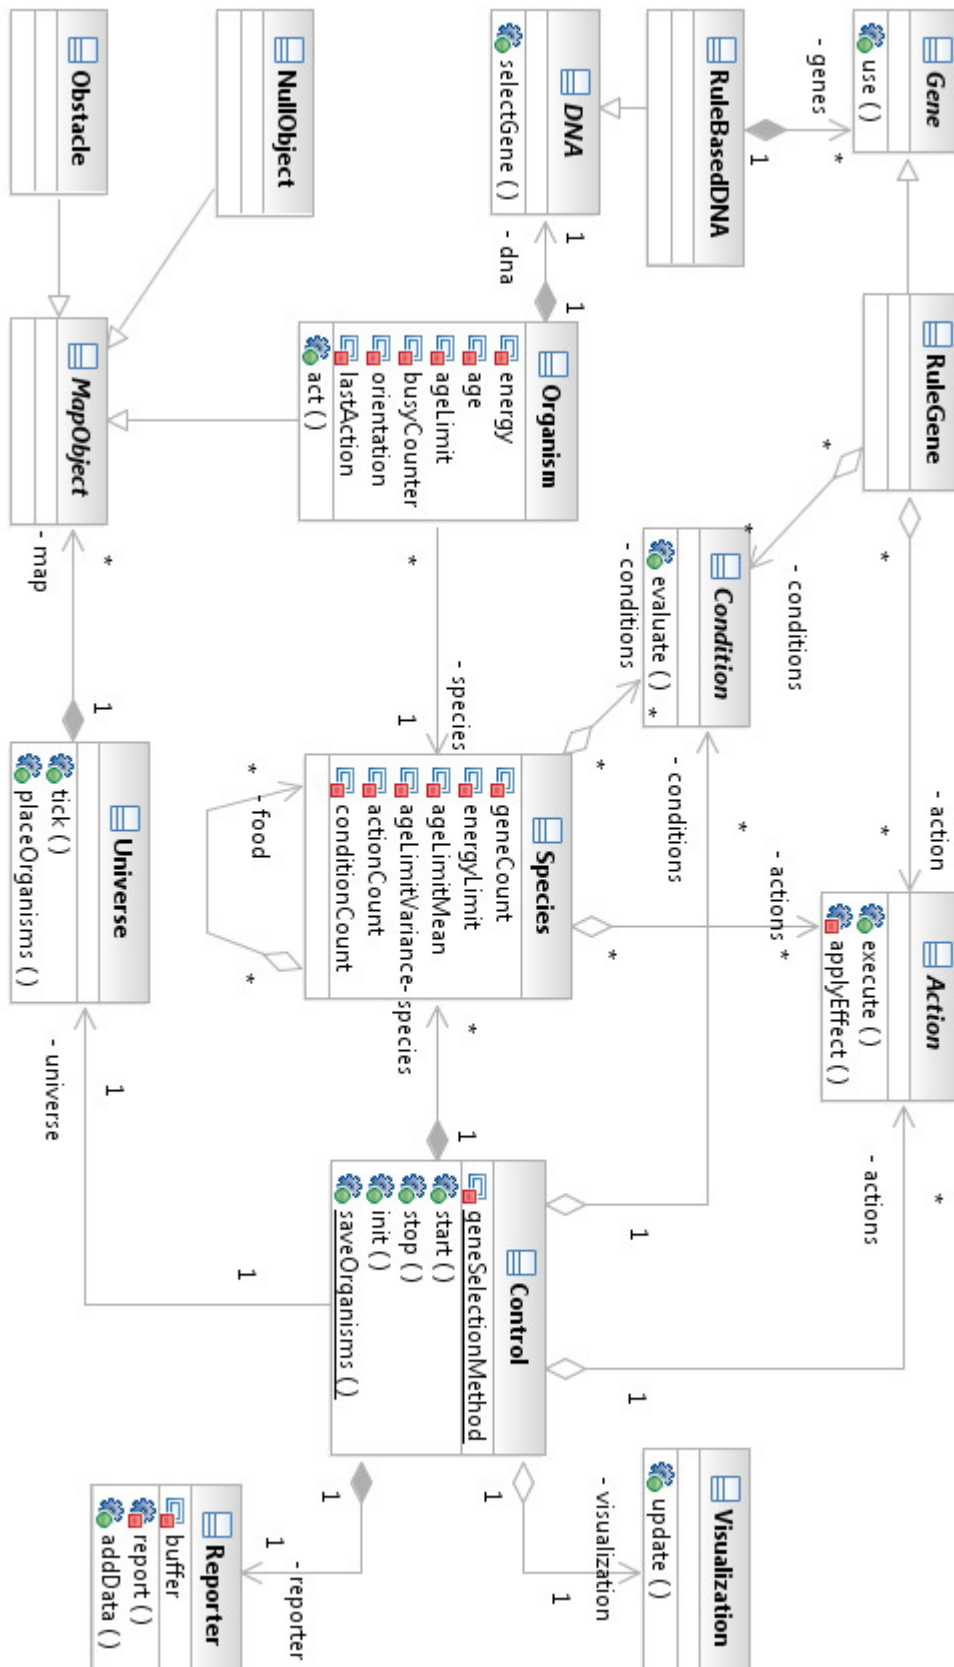 Gene
use ( )
- genes
*
1
RuleBasedDNA
DNA
selectGene ( )
1
- dna
1
NullObject
Obstacle
RuleGene
*
*
*
- conditions
- action
*
Organism
energy
age
ageLimit
busyCounter
orientation
lastAction
act ( )
MapObject
*
- map
*
- species
1
Condition
evaluate ( )
- conditions
*
*
- conditions
*
Action
execute ( )
applyEffect ( )
- actions
*
*
Species
geneCount
energyLimit
ageLimitMean
ageLimitVariance
actionCount
conditionCount
* - food
*
- species
*
1
1
Universe
tick ( )
placeOrganisms ( )
1
- universe
1
Control
geneSelectionMethod
start ( )
stop ( )
init ( )
saveOrganisms ( )
1
1
- actions
*
1
- visualization
1
Visualization
update ( )
1
- reporter
1
Reporter
buffer
report ( )
addData ( )